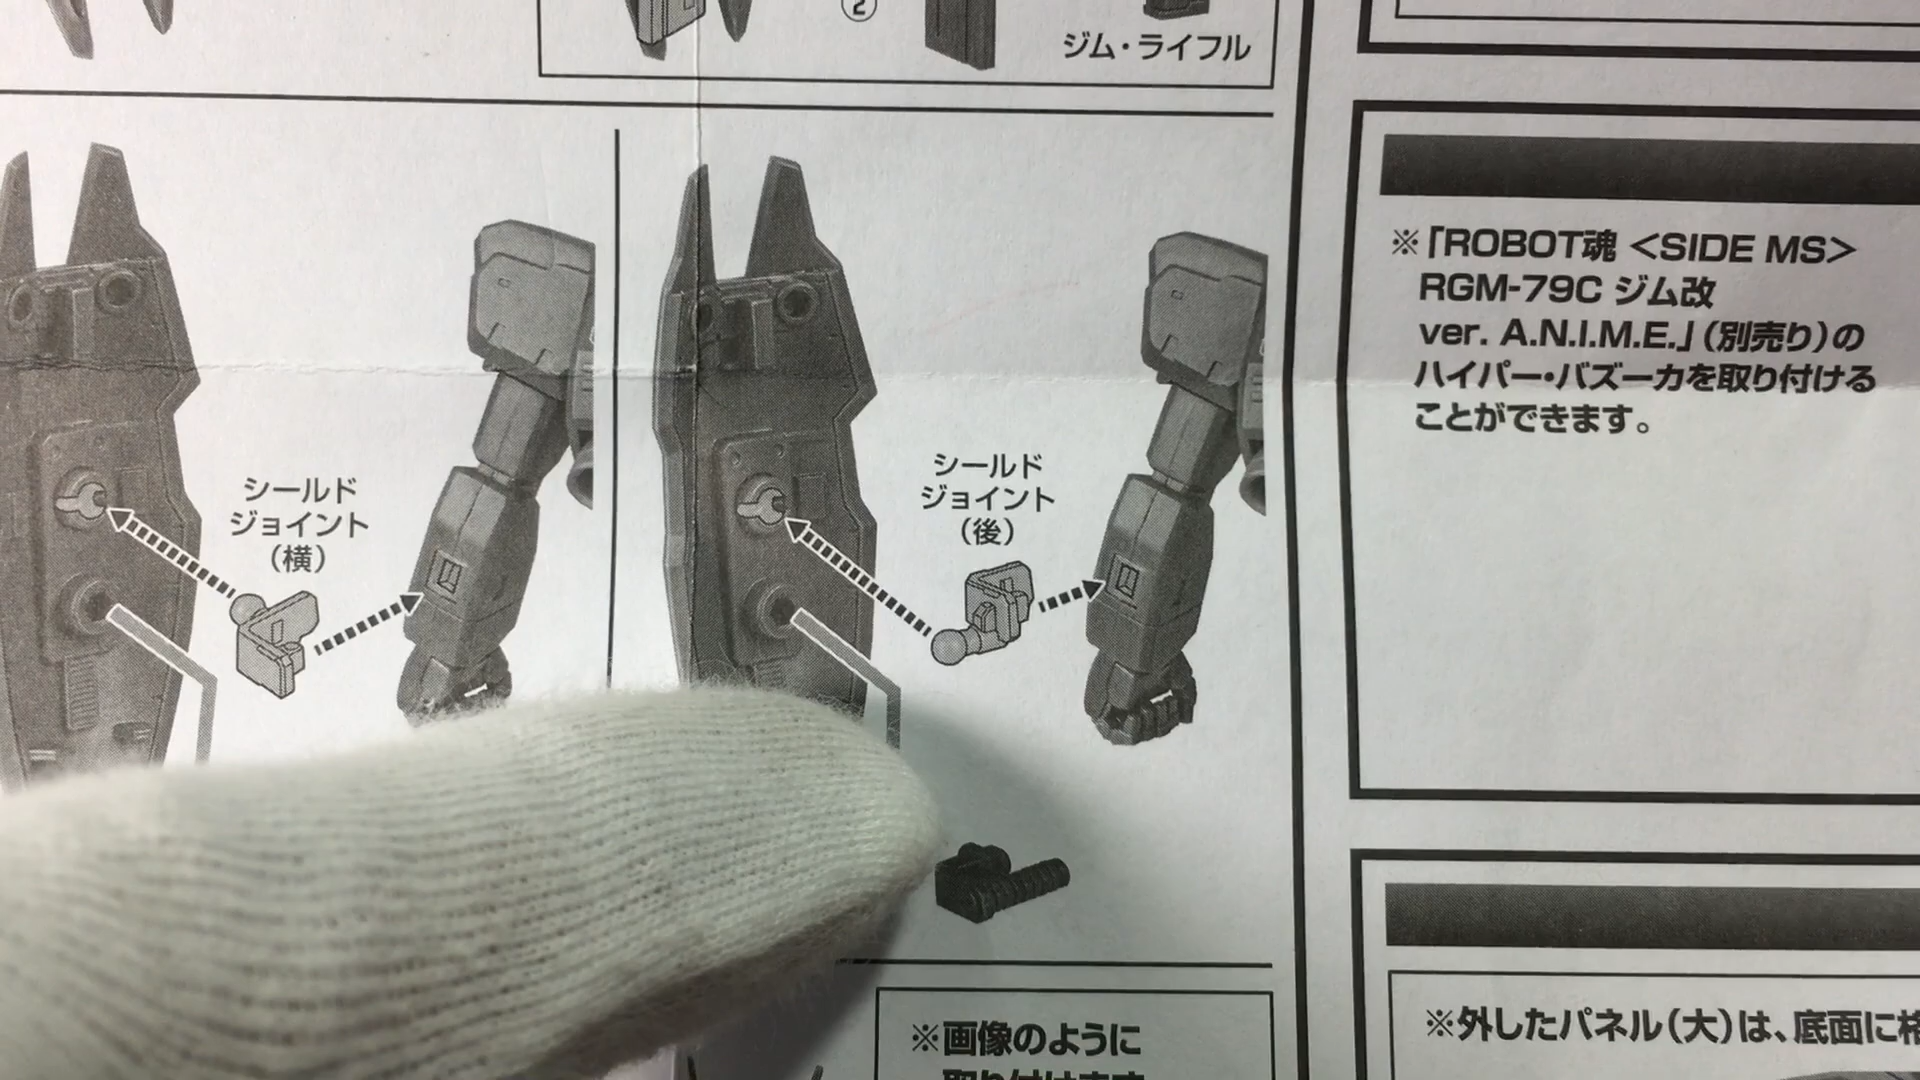 ②
ジム・ライフル
シールド
ジョイント
(横)
シールド
ジョイント
(後)
※「ROBOT魂 <SIDE MS>
RGM-79C ジム改
ver. A.N.I.M.E.」(別売り)の
ハイパー・バズーカを取り付ける
ことができます。
※画像のように
※外したパネル(大)は、底面に